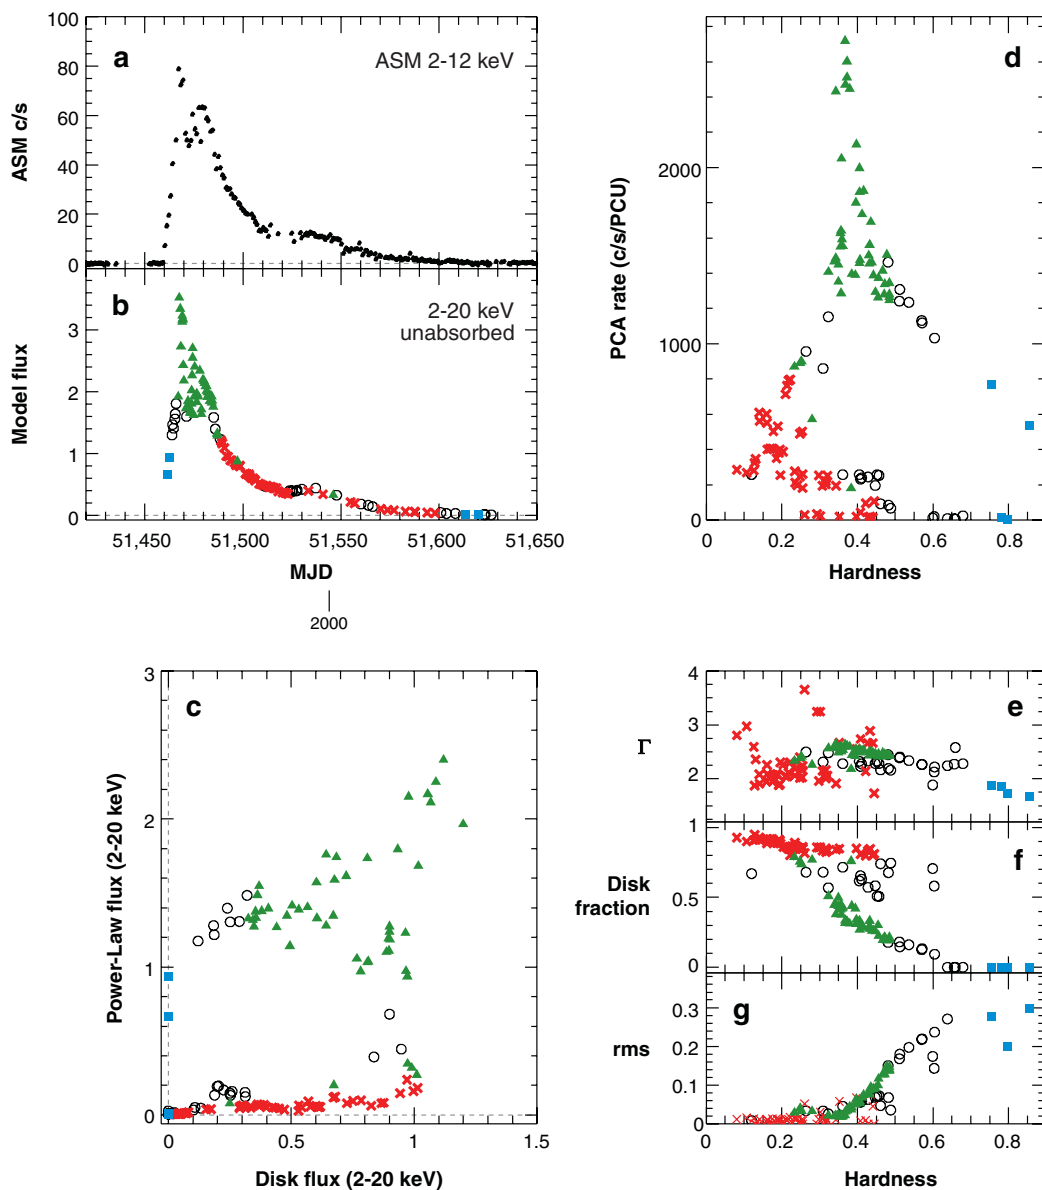 a
ASM 2-12 keV
ASM c/s
100
80
60
40
20
0
b
2-20 keV
unabsorbed
Model flux
3
2
1
0
51,450
51,500
51,550
51,600
51,650
MJD
2000
d
PCA rate (c/s/PCU)
2000
1000
0
0
0.2
0.4
0.6
0.8
Hardness
c
Power-Law flux (2-20 keV)
3
2
1
0
0
0.5
1
1.5
Disk flux (2-20 keV)
e
Γ
4
3
2
f
Disk
fraction
1
0.5
0
g
rms
0.3
0.2
0.1
0
0
0.2
0.4
0.6
0.8
Hardness